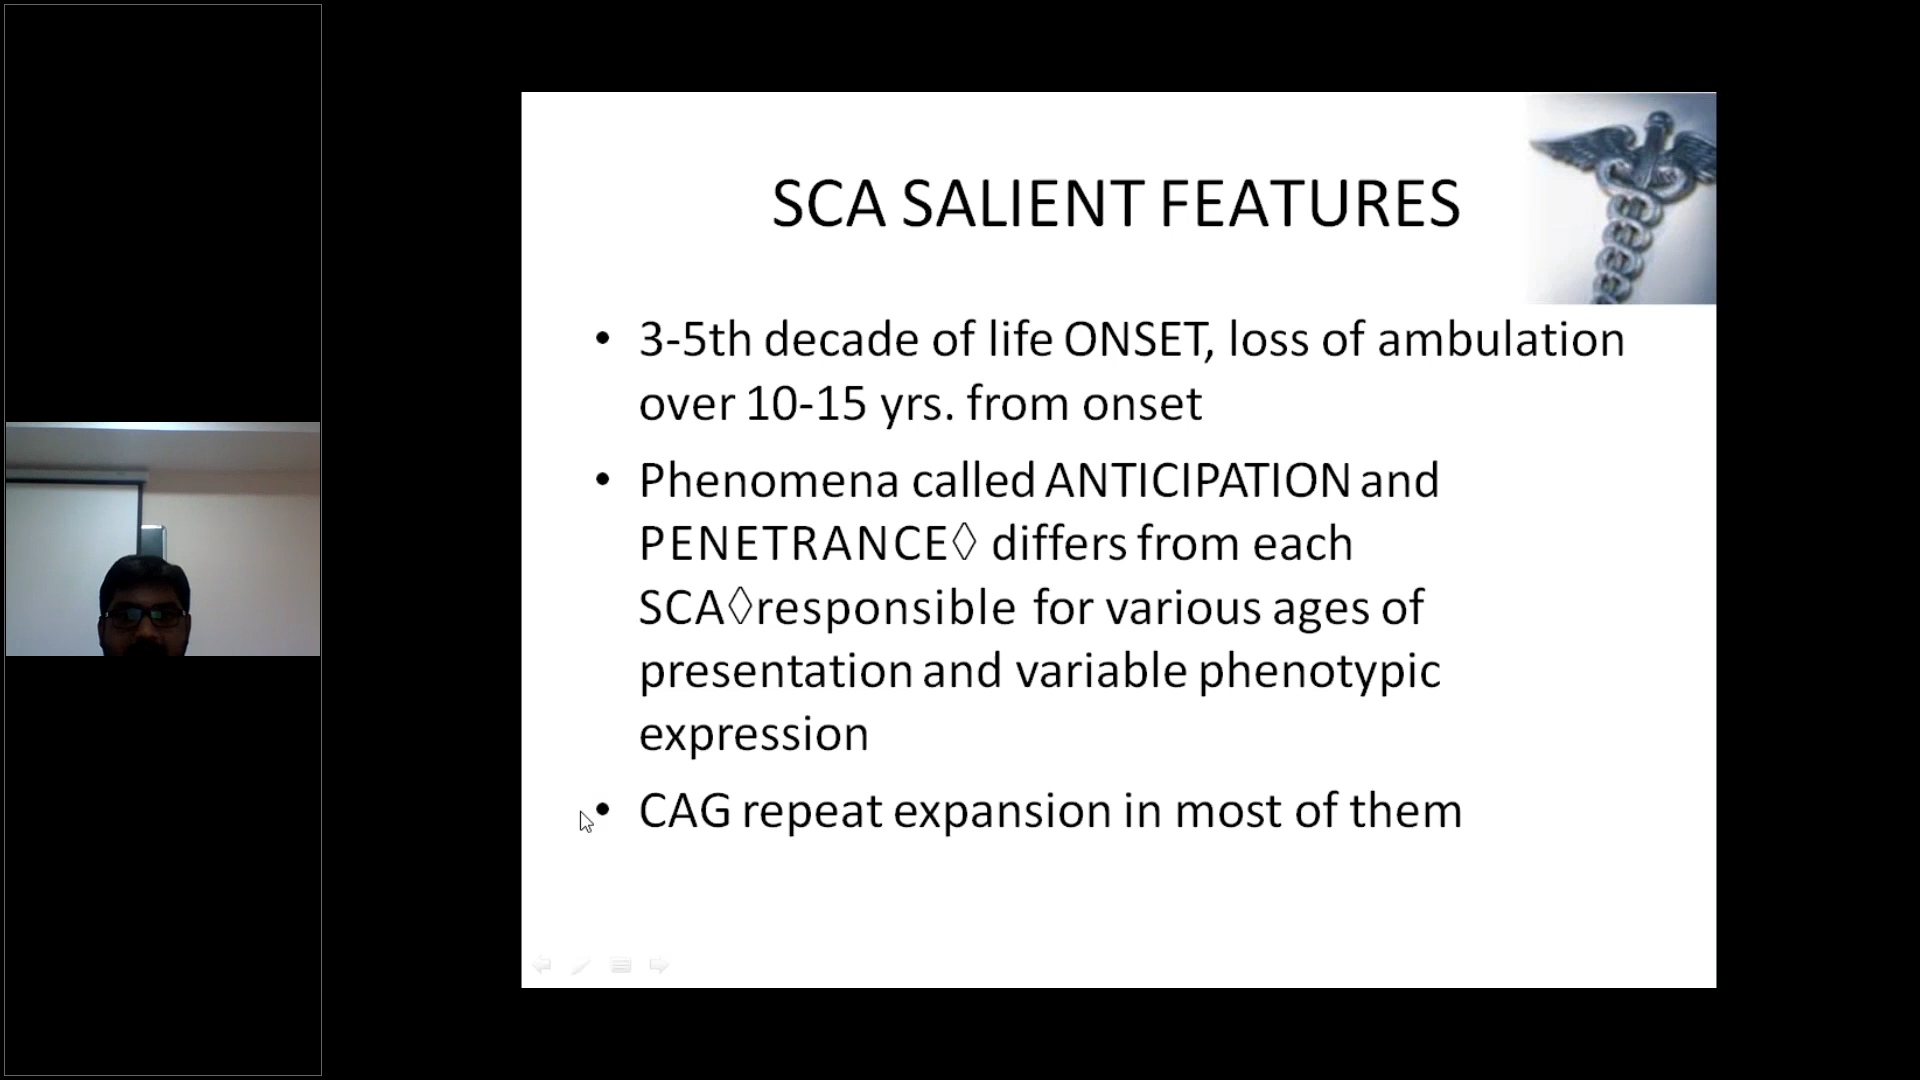 SCA SALIENT FEATURES
• 3-5th decade of life ONSET, loss of ambulation
over 10-15 yrs. from onset
• Phenomena called ANTICIPATION and
PENETRANCE◊ differs from each
SCA◊responsible for various ages of
presentation and variable phenotypic
expression
• CAG repeat expansion in most of them